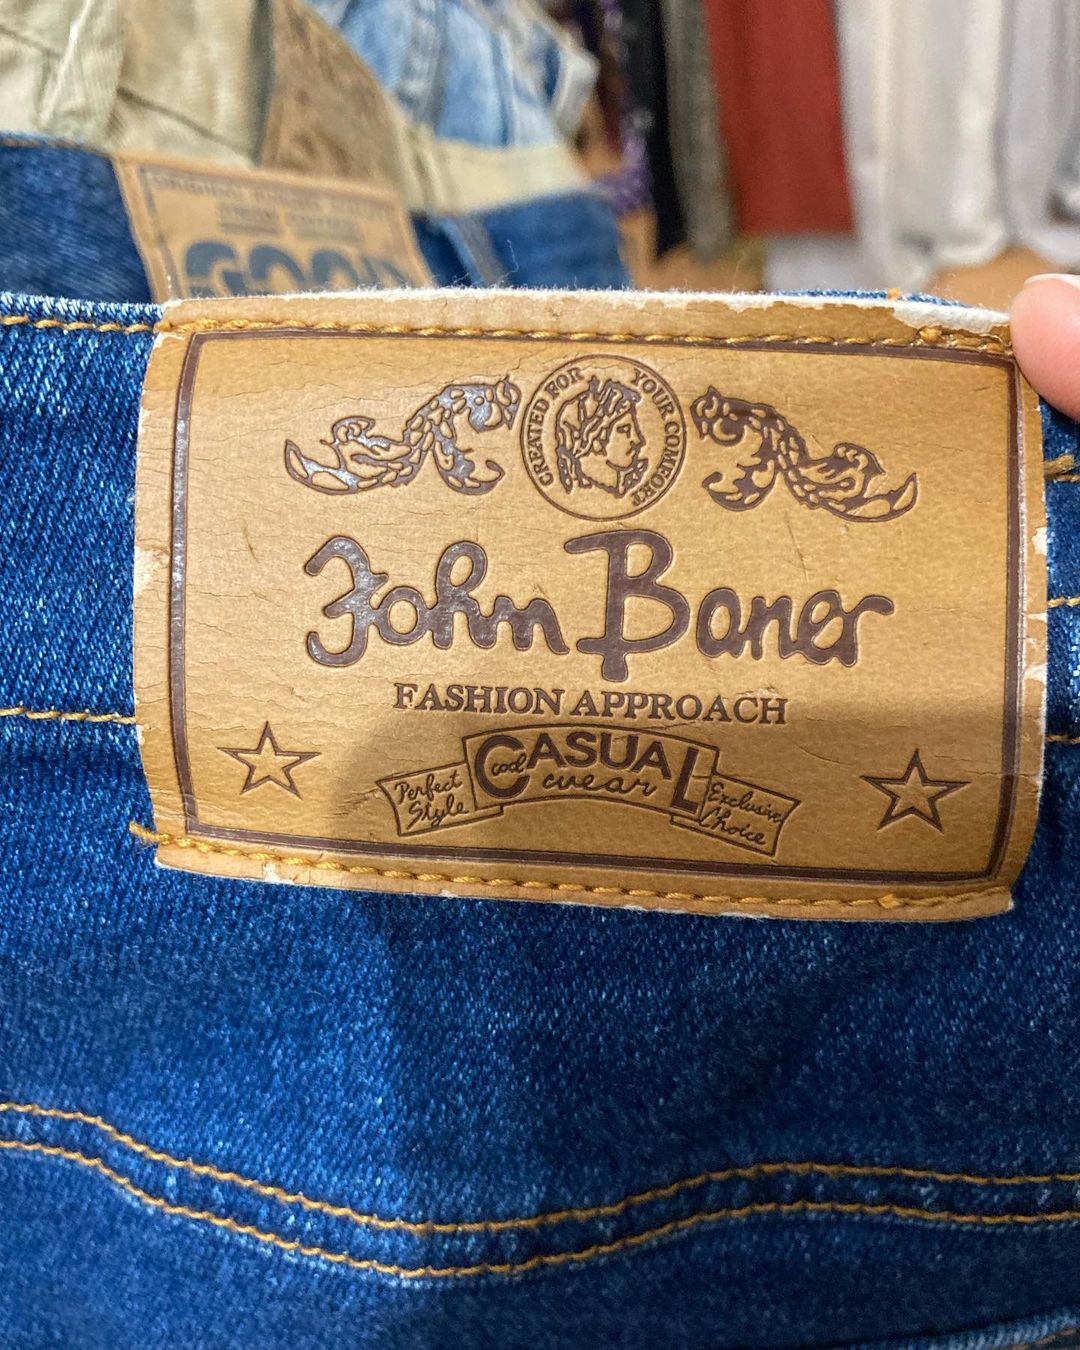 CREATED FOR YOUR COMFORT
John Baner
FASHION APPROACH
CASUAL
Cool wear
Perfect
Style
Exclusive
Choice